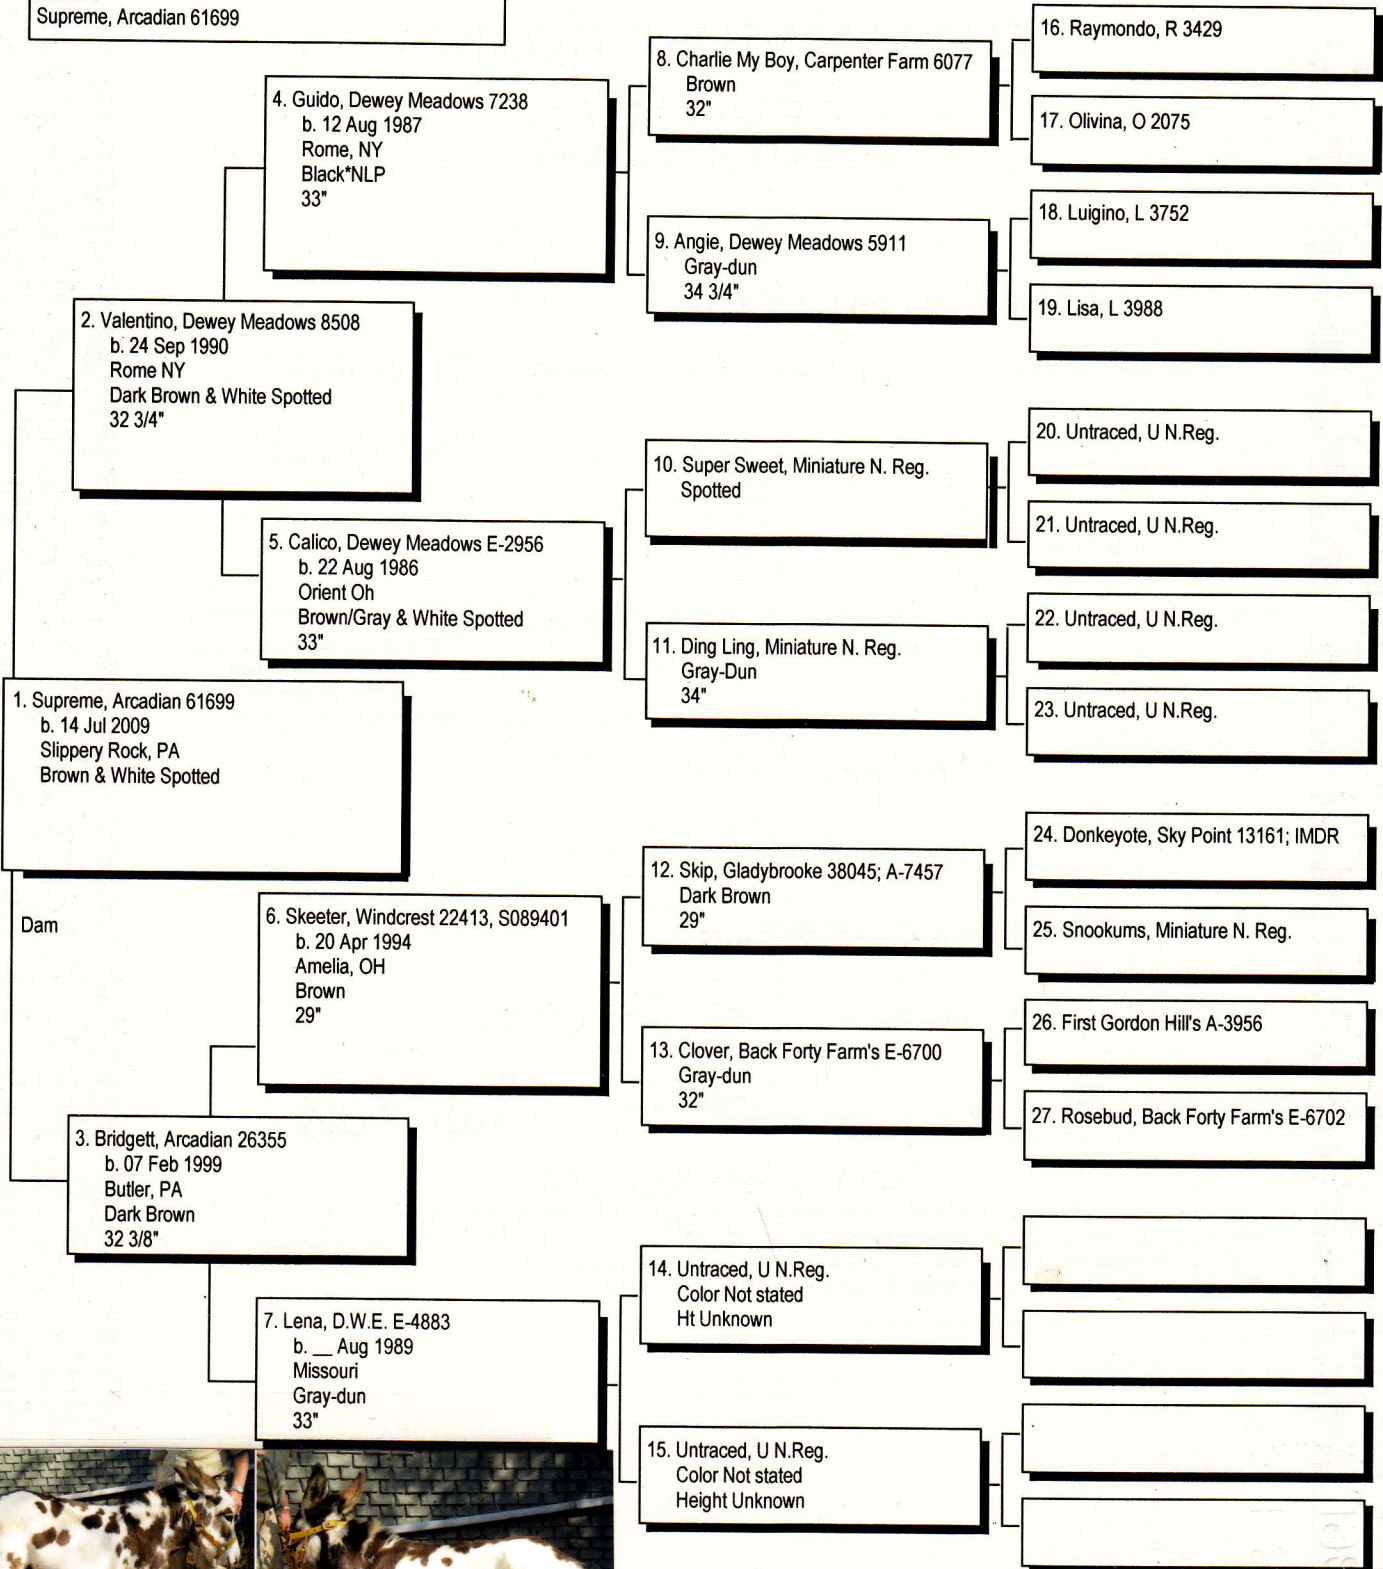 Supreme, Arcadian 61699
16. Raymondo, R 3429
8. Charlie My Boy, Carpenter Farm 6077
Brown
32"
4. Guido, Dewey Meadows 7238
b. 12 Aug 1987
Rome, NY
Black*NLP
33"
17. Olivina, O 2075
18. Luigino, L 3752
9. Angie, Dewey Meadows 5911
Gray-dun
34 3/4"
19. Lisa, L 3988
2. Valentino, Dewey Meadows 8508
b. 24 Sep 1990
Rome NY
Dark Brown & White Spotted
32 3/4"
20. Untraced, U N.Reg.
10. Super Sweet, Miniature N. Reg.
Spotted
21. Untraced, U N.Reg.
5. Calico, Dewey Meadows E-2956
b. 22 Aug 1986
Orient Oh
Brown/Gray & White Spotted
33"
22. Untraced, U N.Reg.
11. Ding Ling, Miniature N. Reg.
Gray-Dun
34"
23. Untraced, U N.Reg.
1. Supreme, Arcadian 61699
b. 14 Jul 2009
Slippery Rock, PA
Brown & White Spotted
24. Donkeyote, Sky Point 13161; IMDR
12. Skip, Gladybrooke 38045; A-7457
Dark Brown
29"
25. Snookums, Miniature N. Reg.
Dam
6. Skeeter, Windcrest 22413, S089401
b. 20 Apr 1994
Amelia, OH
Brown
29"
26. First Gordon Hill's A-3956
13. Clover, Back Forty Farm's E-6700
Gray-dun
32"
27. Rosebud, Back Forty Farm's E-6702
3. Bridgett, Arcadian 26355
b. 07 Feb 1999
Butler, PA
Dark Brown
32 3/8"
14. Untraced, U N.Reg.
Color Not stated
Ht Unknown
7. Lena, D.W.E. E-4883
b. __ Aug 1989
Missouri
Gray-dun
33"
15. Untraced, U N.Reg.
Color Not stated
Height Unknown